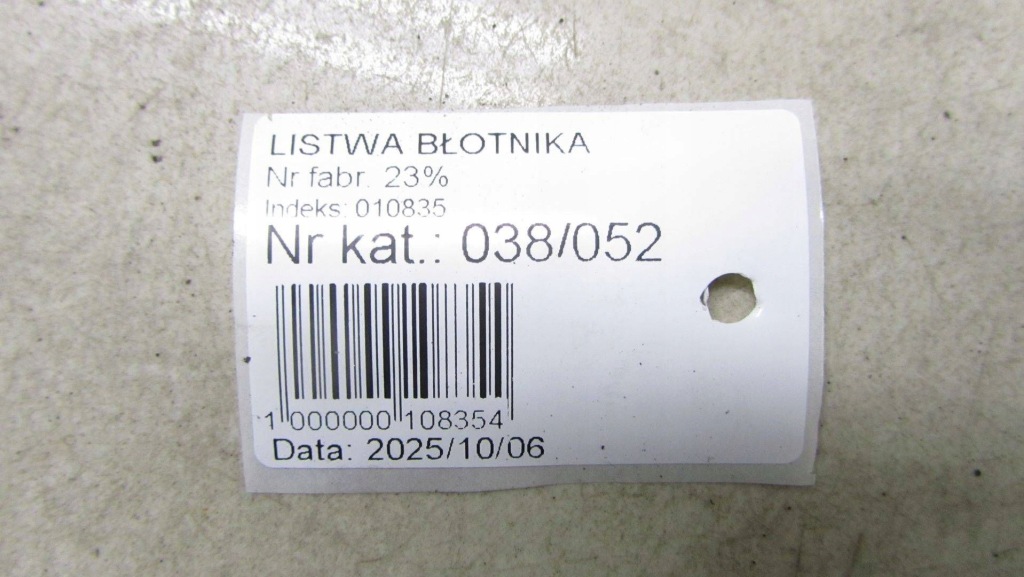 LISTWA BŁOTNIKA
Nr fabr. 23%
Indeks: 010835
Nr kat.: 038/052
1 000000 108354
Data: 2025/10/06